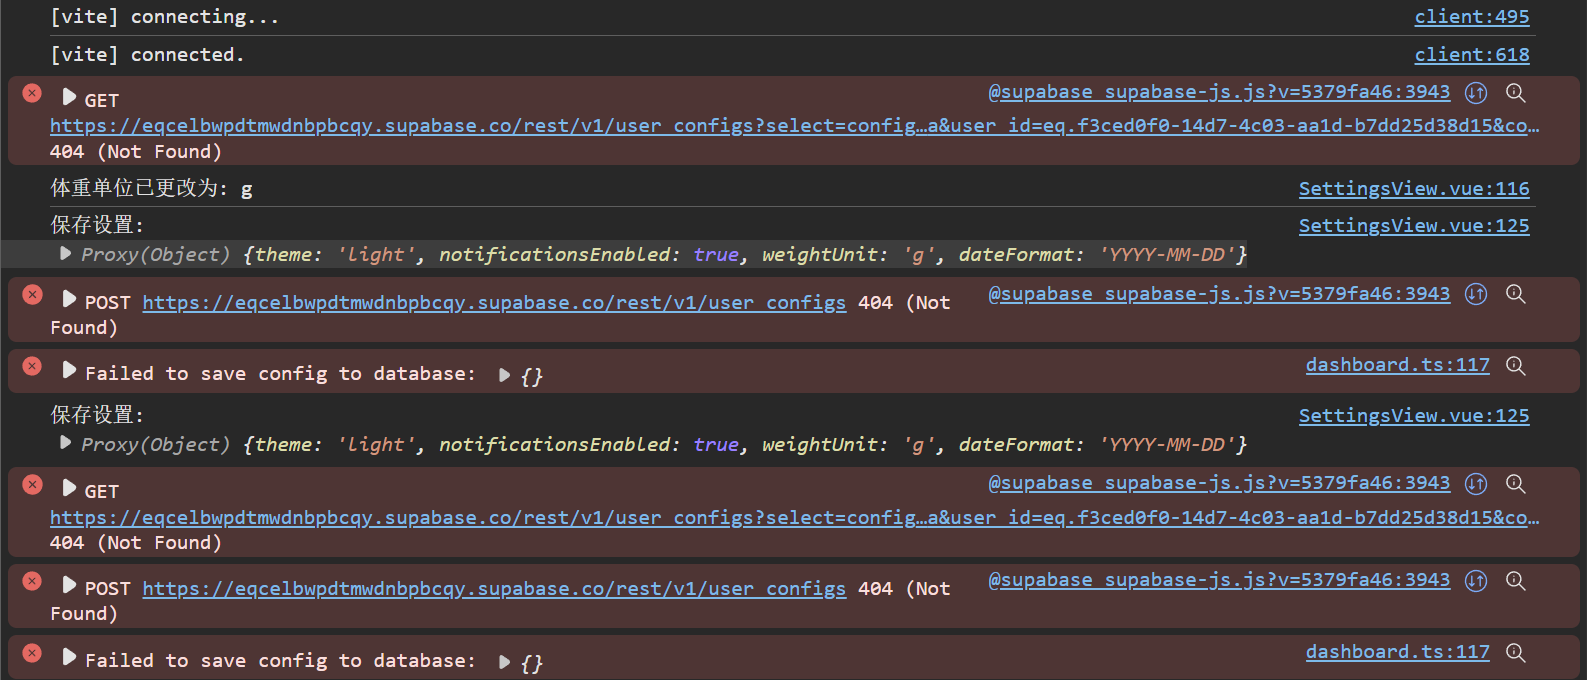 [vite] connecting... client:495
[vite] connected. client:618
GET @supabase_supabase-js.js?v=5379fa46:3943
https://eqcelbwpdtmwdnbpbcqy.supabase.co/rest/v1/user_configs?select=config…a&user_id=eq.f3ced0f0-14d7-4c03-aa1d-b7dd25d38d15&co…
404 (Not Found)
体重单位已更改为: g SettingsView.vue:116
保存设置: SettingsView.vue:125
Proxy(Object) {theme: 'light', notificationsEnabled: true, weightUnit: 'g', dateFormat: 'YYYY-MM-DD'}
POST https://eqcelbwpdtmwdnbpbcqy.supabase.co/rest/v1/user_configs 404 (Not @supabase_supabase-js.js?v=5379fa46:3943
Found)
Failed to save config to database: {} dashboard.ts:117
保存设置: SettingsView.vue:125
Proxy(Object) {theme: 'light', notificationsEnabled: true, weightUnit: 'g', dateFormat: 'YYYY-MM-DD'}
GET @supabase_supabase-js.js?v=5379fa46:3943
https://eqcelbwpdtmwdnbpbcqy.supabase.co/rest/v1/user_configs?select=config…a&user_id=eq.f3ced0f0-14d7-4c03-aa1d-b7dd25d38d15&co…
404 (Not Found)
POST https://eqcelbwpdtmwdnbpbcqy.supabase.co/rest/v1/user_configs 404 (Not @supabase_supabase-js.js?v=5379fa46:3943
Found)
Failed to save config to database: {} dashboard.ts:117